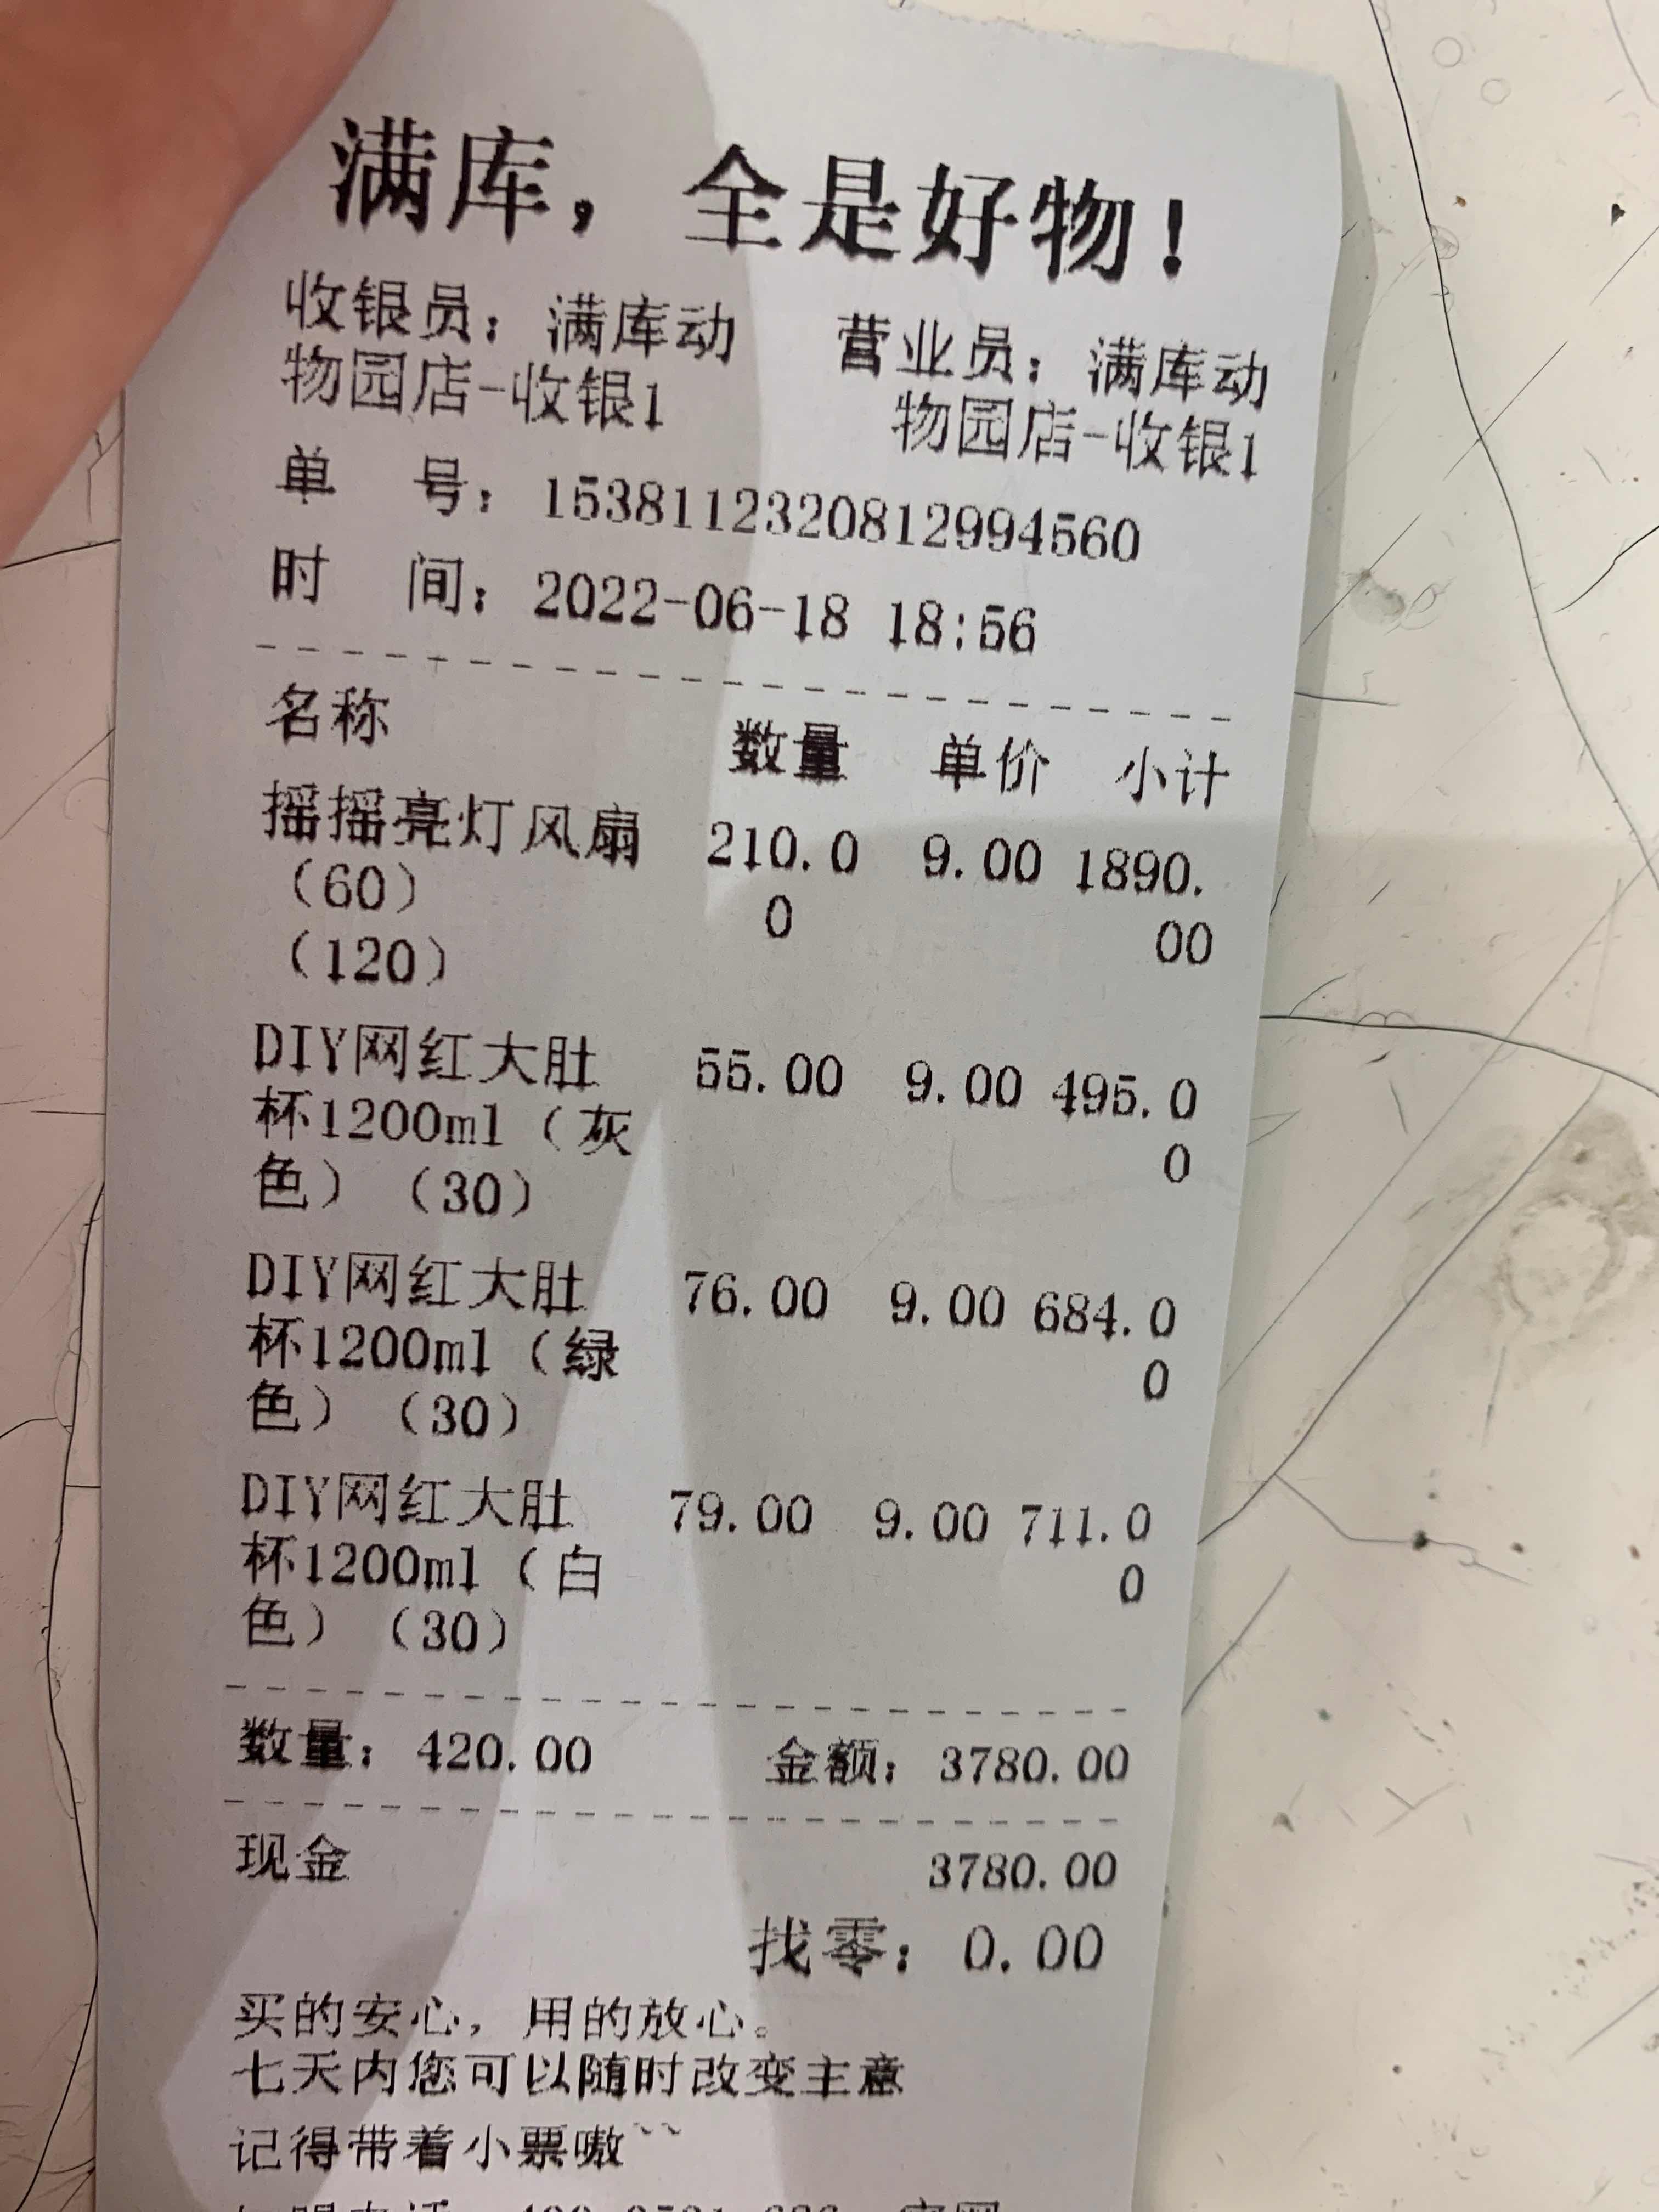 满库，全是好物！
收银员：满库动 营业员：满库动
物园店-收银1 物园店-收银1
单 号：1538112320812994560
时 间：2022-06-18 18:56
名称 数量 单价 小计
摇摇亮灯风扇 210.0 9.00 1890.
（60） 0 00
（120）
DIY网红大肚 55.00 9.00 495.0
杯1200ml（灰 0
色）（30）
DIY网红大肚 76.00 9.00 684.0
杯1200ml（绿 0
色）（30）
DIY网红大肚 79.00 9.00 711.0
杯1200ml（白 0
色）（30）
数量：420.00 金额：3780.00
现金 3780.00
找零：0.00
买的安心，用的放心。
七天内您可以随时改变主意
记得带着小票嗷~~